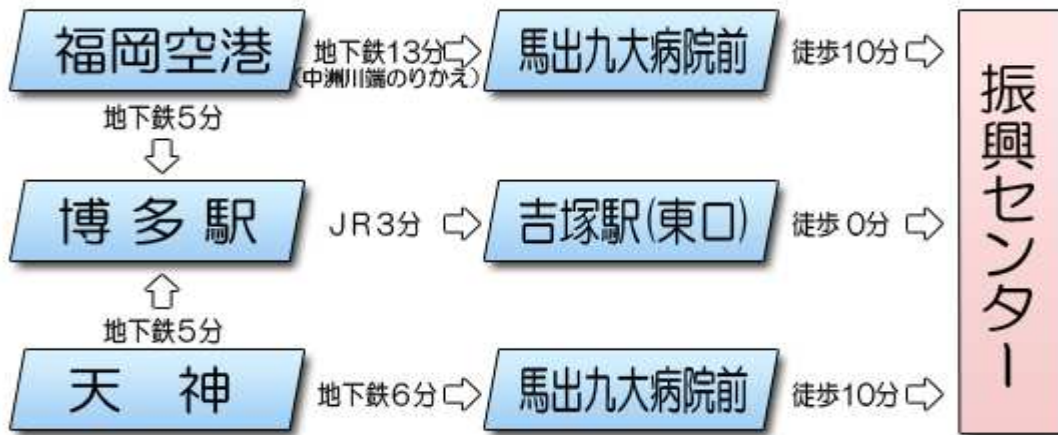 福岡空港
地下鉄13分
(中洲川端のりかえ)
馬出九大病院前
徒歩10分
地下鉄5分
博多駅
JR3分
吉塚駅(東口)
徒歩0分
地下鉄5分
天神
地下鉄6分
馬出九大病院前
徒歩10分
振興センター